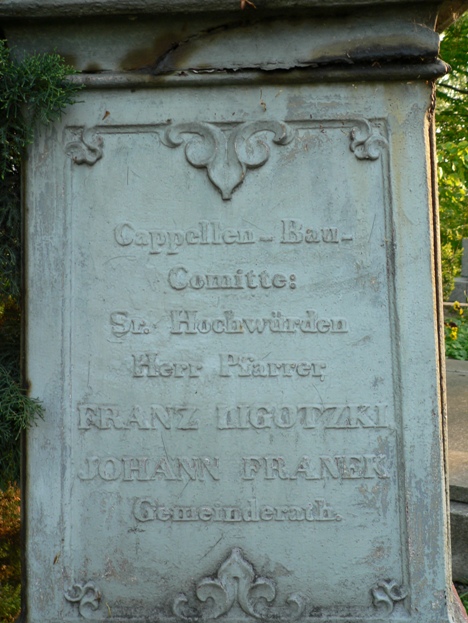 Cappellen-Bau-
Comitte:
Sr. Hochwürden
Herr Pfarrer,
FRANZ LIGOTZKI.
JOHANN FRANEK
Gemeinderath.